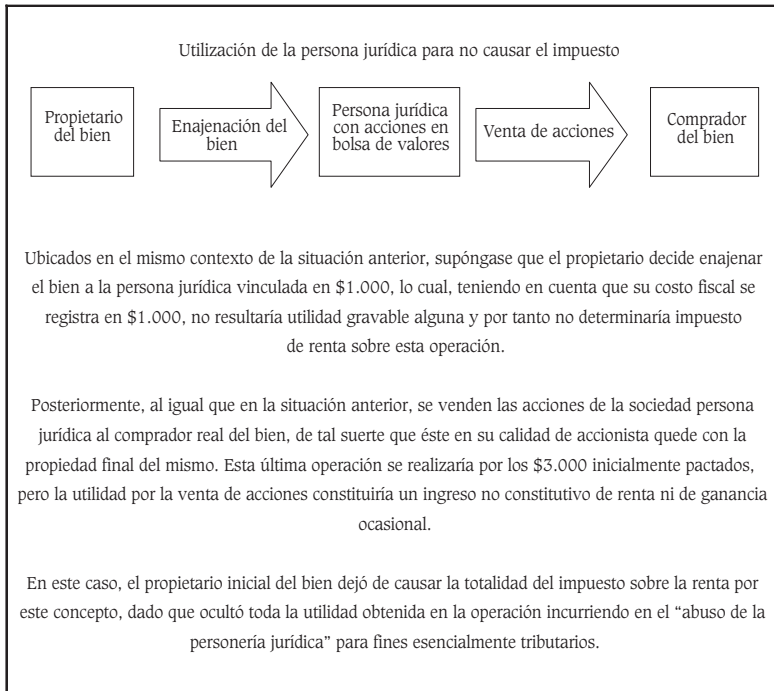 Utilización de la persona jurídica para no causar el impuesto
Propietario
del bien
Enajenación del
bien
Persona jurídica
con acciones en
bolsa de valores
Venta de acciones
Comprador
del bien
Ubicados en el mismo contexto de la situación anterior, supóngase que el propietario decide enajenar
el bien a la persona jurídica vinculada en $1.000, lo cual, teniendo en cuenta que su costo fiscal se
registra en $1.000, no resultaría utilidad gravable alguna y por tanto no determinaría impuesto
de renta sobre esta operación.
Posteriormente, al igual que en la situación anterior, se venden las acciones de la sociedad persona
jurídica al comprador real del bien, de tal suerte que éste en su calidad de accionista quede con la
propiedad final del mismo. Esta última operación se realizaría por los $3.000 inicialmente pactados,
pero la utilidad por la venta de acciones constituiría un ingreso no constitutivo de renta ni de ganancia
ocasional.
En este caso, el propietario inicial del bien dejó de causar la totalidad del impuesto sobre la renta por
este concepto, dado que ocultó toda la utilidad obtenida en la operación incurriendo en el “abuso de la
personería jurídica” para fines esencialmente tributarios.